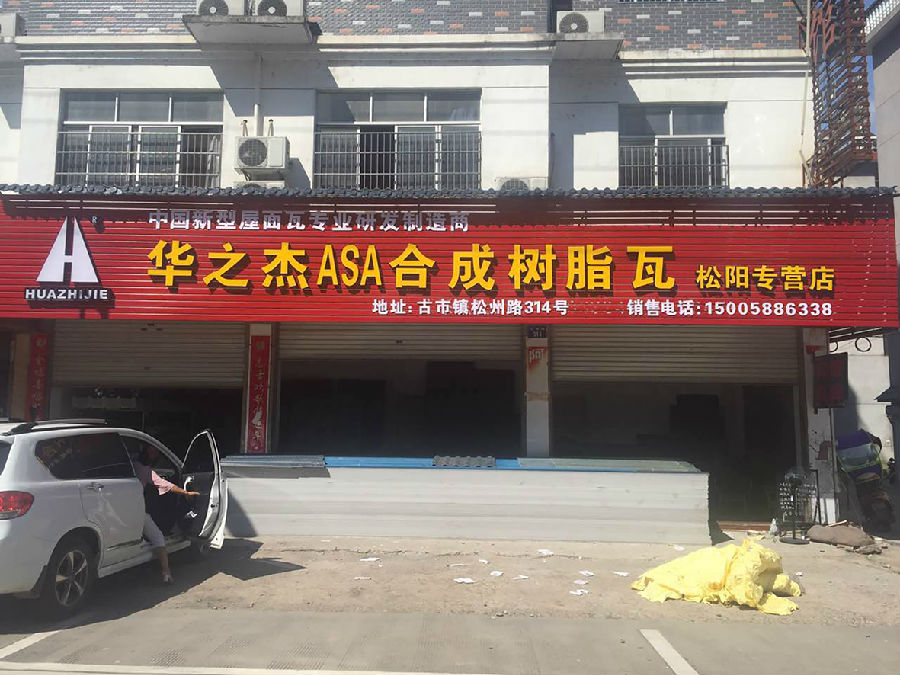 中国新型屋面瓦专业研发制造商
R
HUAZHIJIE
华之杰ASA合成树脂瓦 松阳专营店
地址:古市镇松州路314号 销售电话:15005886338